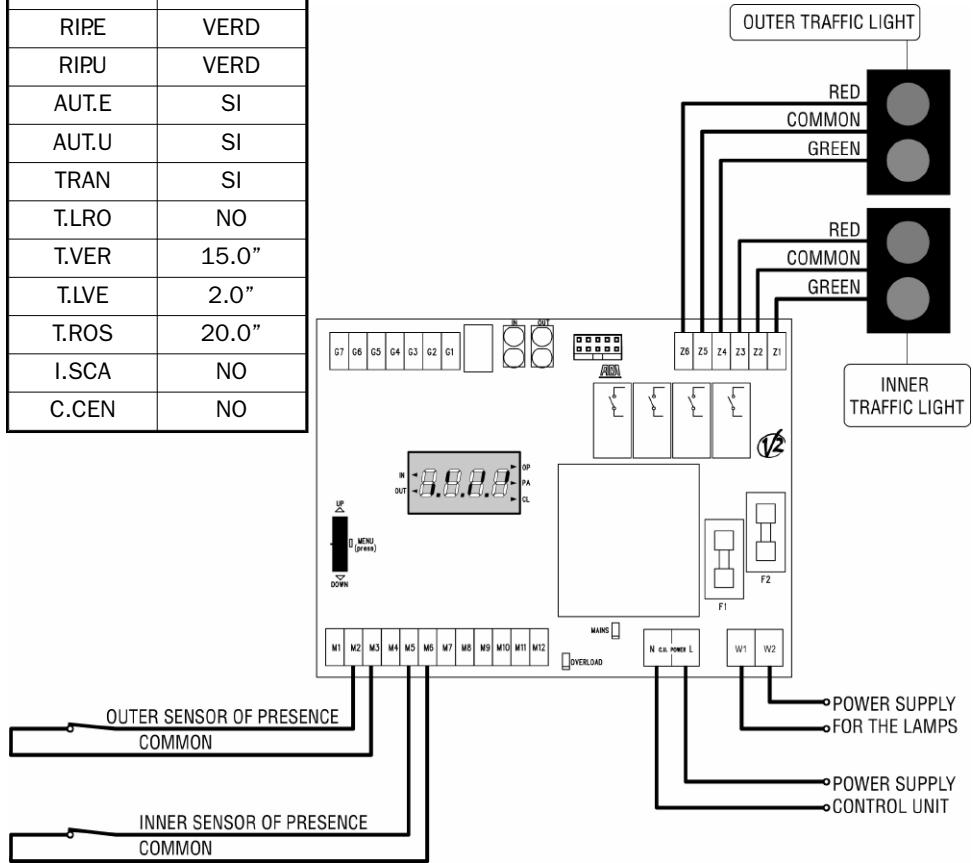 RIP.E VERD
RIP.U VERD
AUT.E SI
AUT.U SI
TRAN SI
T.LRO NO
T.VER 15.0”
T.LVE 2.0”
T.ROS 20.0”
I.SCA NO
C.CEN NO
OUTER TRAFFIC LIGHT
RED
COMMON
GREEN
RED
COMMON
GREEN
INNER
TRAFFIC LIGHT
G7 G6 G5 G4 G3 G2 G1
IN OUT
Z6 Z5 Z4 Z3 Z2 Z1
V2
IN
OUT
OP
PA
CL
UP
MENU
(press)
DOWN
F1
F2
MAINS
OVERLOAD
M1 M2 M3 M4 M5 M6 M7 M8 M9 M10 M11 M12
N C.U. POWER L
W1 W2
OUTER SENSOR OF PRESENCE
COMMON
INNER SENSOR OF PRESENCE
COMMON
POWER SUPPLY
FOR THE LAMPS
POWER SUPPLY
CONTROL UNIT